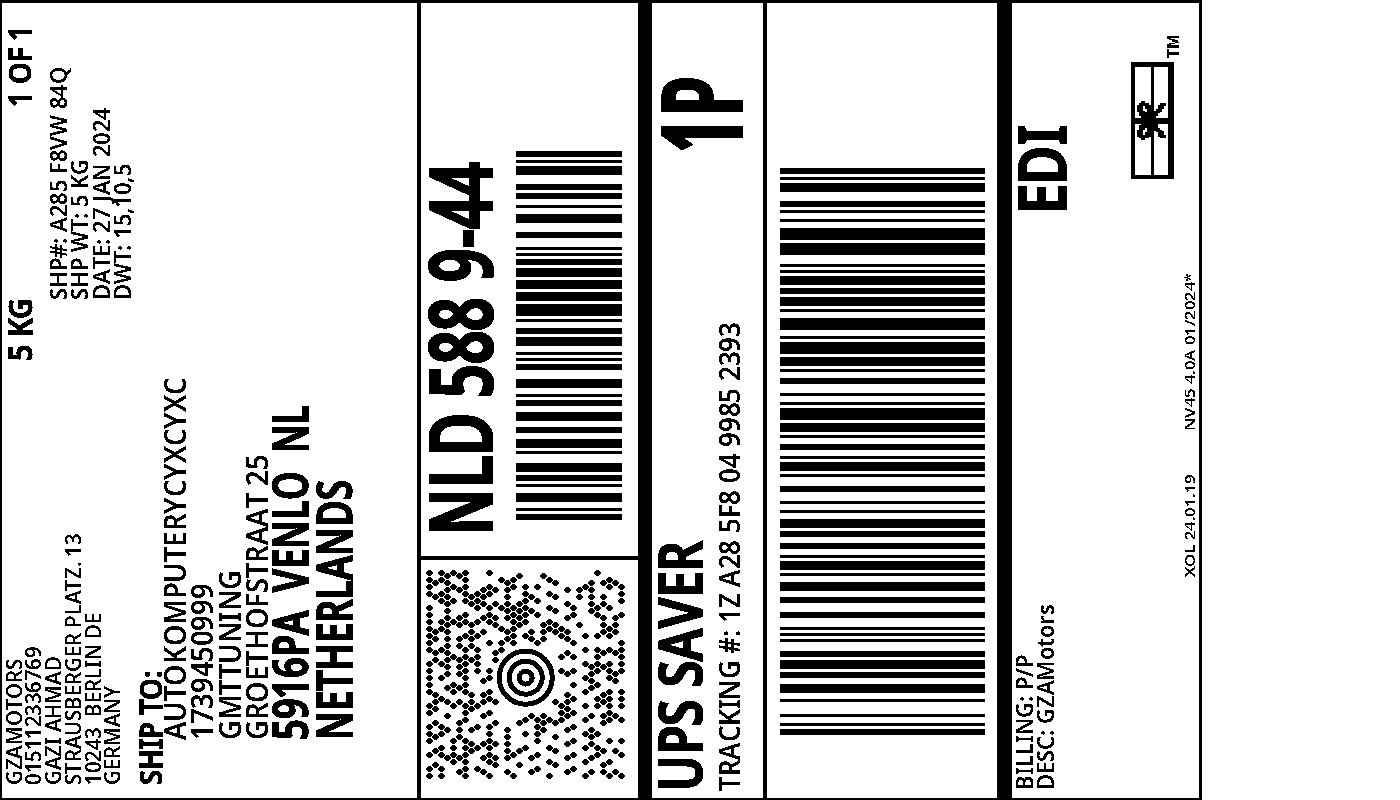 GZAMOTORS
015112336769
GAZI AHMAD
STRAUSBERGER PLATZ. 13
10243  BERLIN DE
GERMANY
5 KG
1 OF 1
SHP#: A285 F8VW 84Q
SHP WT: 5 KG
DATE: 27 JAN 2024
DWT: 15,10,5
SHIP TO:
AUTOKOMPUTERYCYXCYXC
1739450999
GMTTUNING
GROETHOFSTRAAT 25
5916PA VENLO  NL
NETHERLANDS
NLD 588 9-44
UPS SAVER
1P
TRACKING #: 1Z A28 5F8 04 9985 2393
BILLING: P/P
DESC: GZAMotors
EDI
TM
XOL 24.01.19
NV45 4.0A 01/2024*